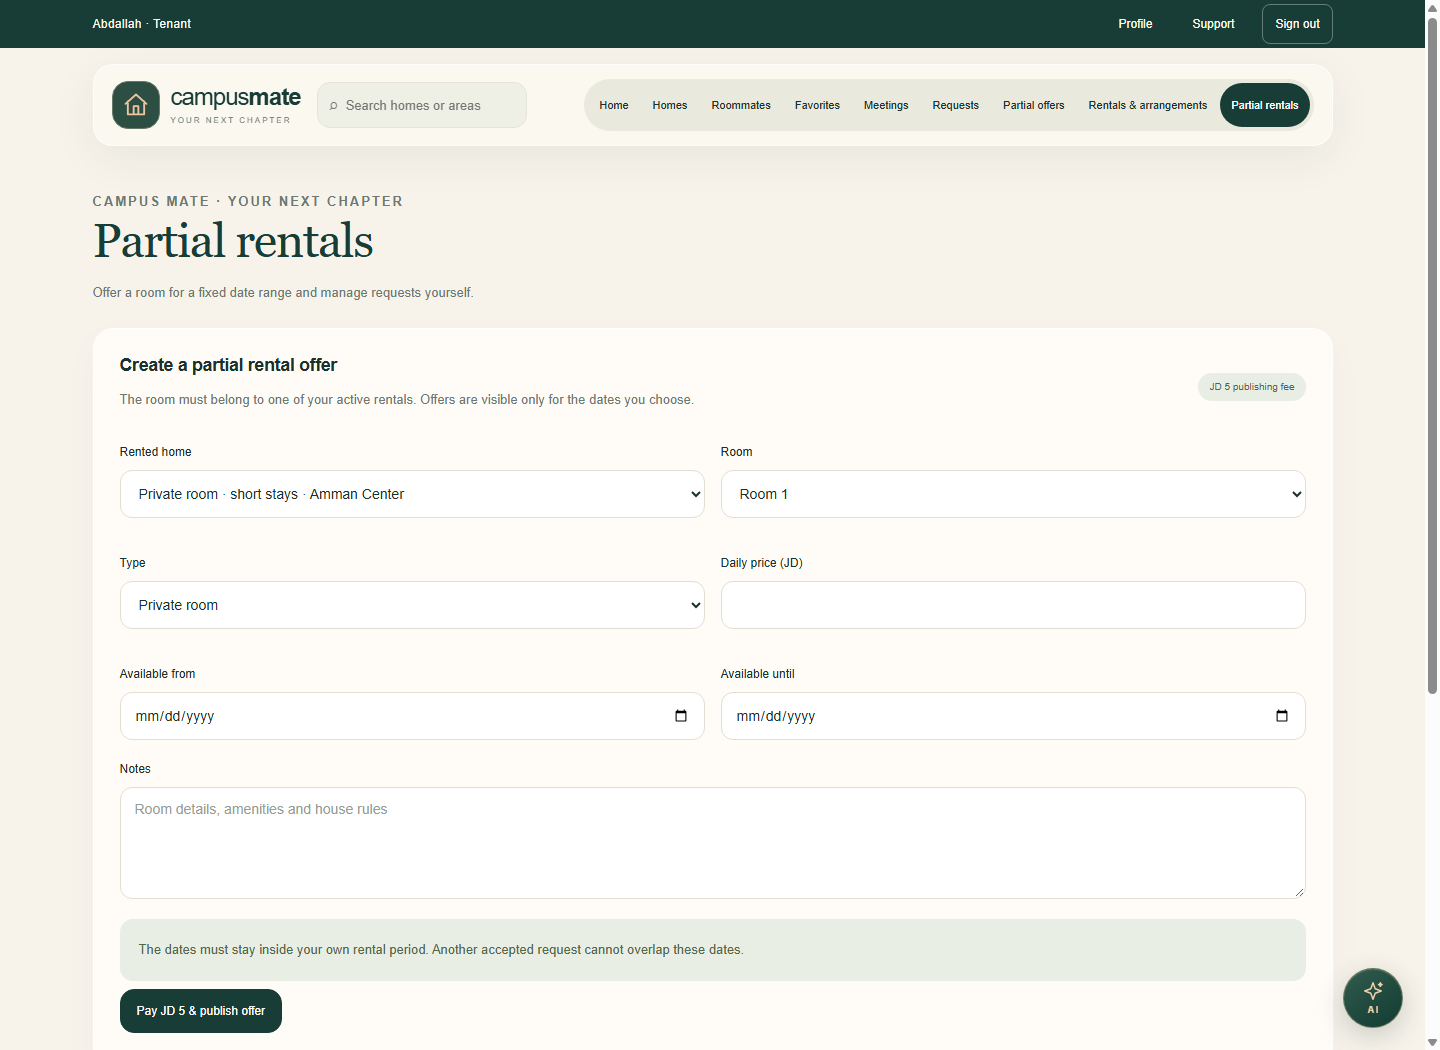 Abdallah · Tenant
Profile
Support
Sign out
campusmate
YOUR NEXT CHAPTER
Search homes or areas
Home
Homes
Roommates
Favorites
Meetings
Requests
Partial offers
Rentals & arrangements
Partial rentals
CAMPUS MATE · YOUR NEXT CHAPTER
Partial rentals
Offer a room for a fixed date range and manage requests yourself.
Create a partial rental offer
The room must belong to one of your active rentals. Offers are visible only for the dates you choose.
JD 5 publishing fee
Rented home
Room
Private room · short stays · Amman Center
Room 1
Type
Daily price (JD)
Private room
Available from
Available until
mm/dd/yyyy
mm/dd/yyyy
Notes
Room details, amenities and house rules
The dates must stay inside your own rental period. Another accepted request cannot overlap these dates.
Pay JD 5 & publish offer
AI